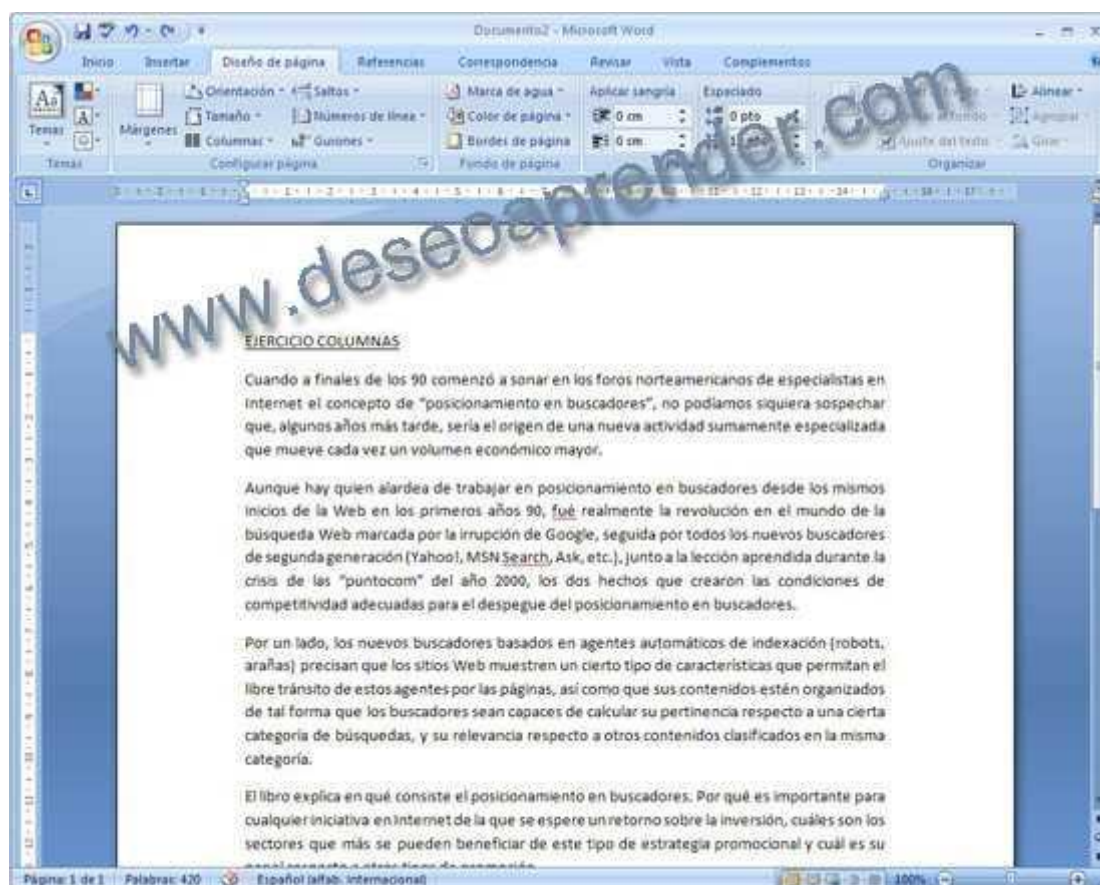 Documento2 - Microsoft Word
Inicio Insertar Diseño de página Referencias Correspondencia Revisar Vista Complementos
Orientación Saltos Marca de agua Aplicar sangría Espaciado Alinear
Temas Márgenes Tamaño Números de línea Color de página 0 cm 0 pto Agrupar
Columnas Guiones Bordes de página 0 cm Ajuste del texto Girar
Temas Configurar página Fondo de página Organizar
www.deseoaprender.com
EJERCICIO COLUMNAS
Cuando a finales de los 90 comenzó a sonar en los foros norteamericanos de especialistas en
Internet el concepto de "posicionamiento en buscadores", no podíamos siquiera sospechar
que, algunos años más tarde, sería el origen de una nueva actividad sumamente especializada
que mueve cada vez un volumen económico mayor.
Aunque hay quien alardea de trabajar en posicionamiento en buscadores desde los mismos
inicios de la Web en los primeros años 90, fué realmente la revolución en el mundo de la
búsqueda Web marcada por la irrupción de Google, seguida por todos los nuevos buscadores
de segunda generación (Yahoo!, MSN Search, Ask, etc.), junto a la lección aprendida durante la
crisis de las "puntocom" del año 2000, los dos hechos que crearon las condiciones de
competitividad adecuadas para el despegue del posicionamiento en buscadores.
Por un lado, los nuevos buscadores basados en agentes automáticos de indexación (robots,
arañas) precisan que los sitios Web muestren un cierto tipo de características que permitan el
libre tránsito de estos agentes por las páginas, así como que sus contenidos estén organizados
de tal forma que los buscadores sean capaces de calcular su pertinencia respecto a una cierta
categoría de búsquedas, y su relevancia respecto a otros contenidos clasificados en la misma
categoría.
El libro explica en qué consiste el posicionamiento en buscadores. Por qué es importante para
cualquier iniciativa en Internet de la que se espere un retorno sobre la inversión, cuáles son los
sectores que más se pueden beneficiar de este tipo de estrategia promocional y cuál es su
papel respecto a otros tipos de promoción.
Página: 1 de 1 Palabras: 420 Español (alfab. internacional) 100%